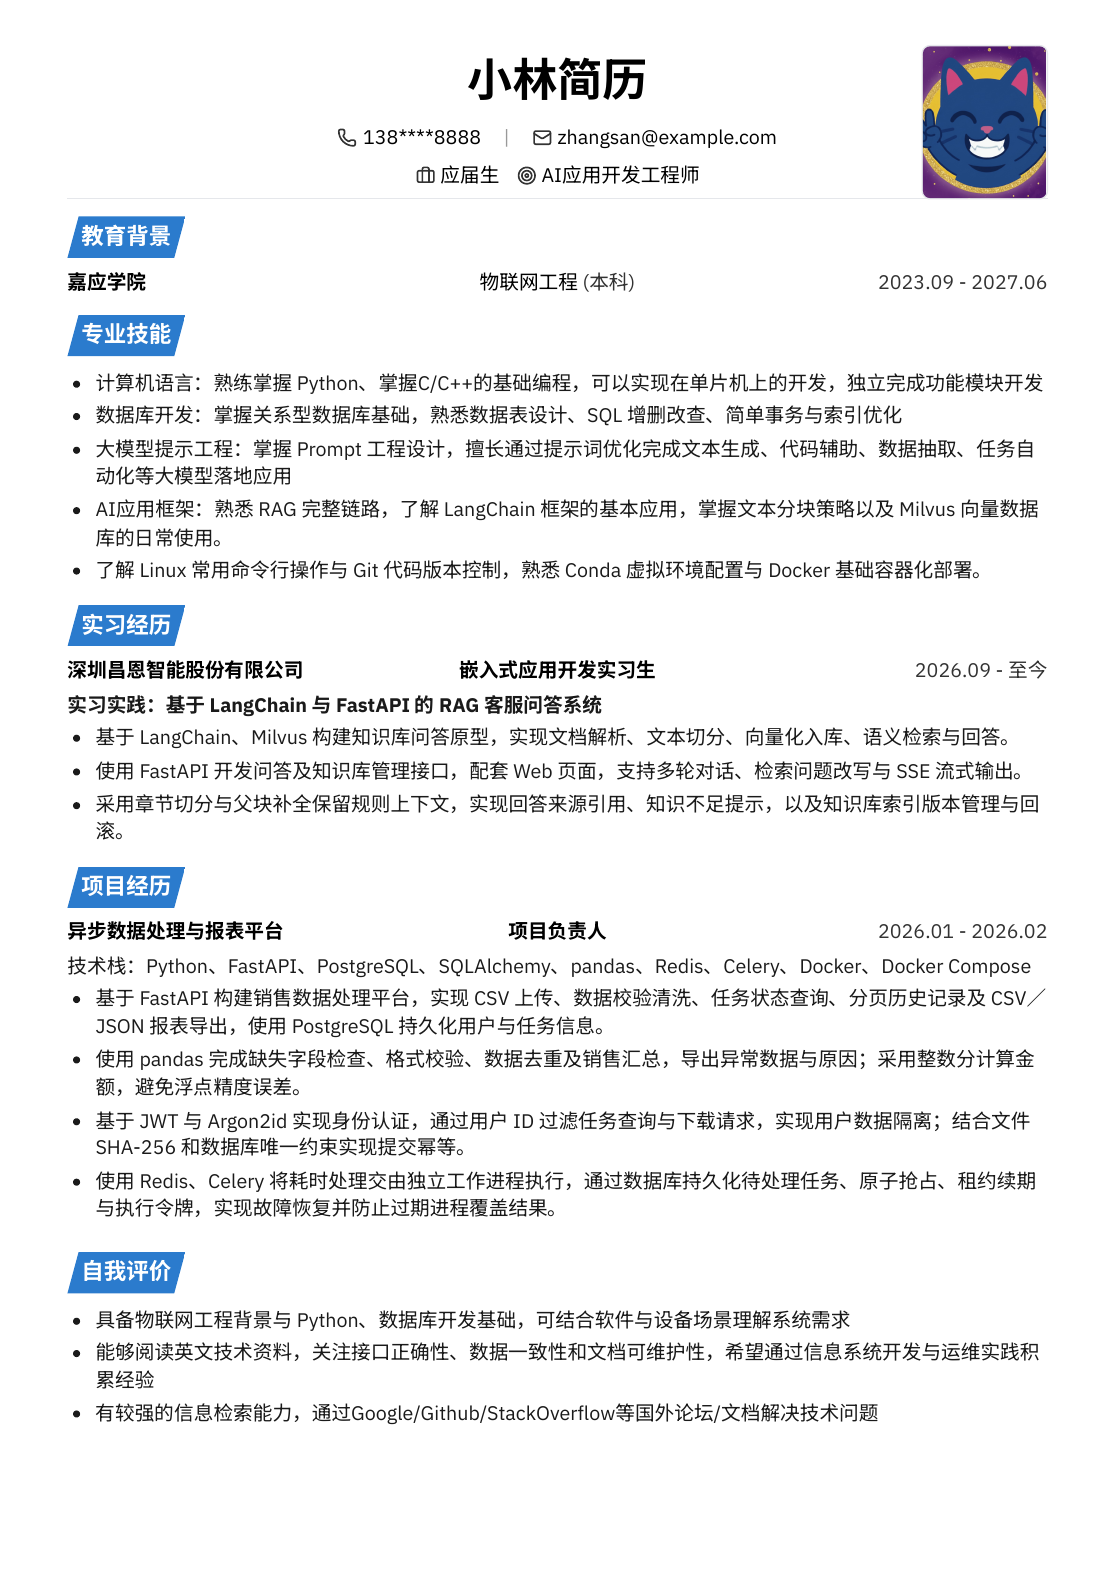 小林简历
138****8888 | zhangsan@example.com
应届生 AI应用开发工程师
教育背景
嘉应学院 物联网工程 (本科) 2023.09 - 2027.06
专业技能
• 计算机语言：熟练掌握 Python、掌握C/C++的基础编程，可以实现在单片机上的开发，独立完成功能模块开发
• 数据库开发：掌握关系型数据库基础，熟悉数据表设计、SQL 增删改查、简单事务与索引优化
• 大模型提示工程：掌握 Prompt 工程设计，擅长通过提示词优化完成文本生成、代码辅助、数据抽取、任务自
动化等大模型落地应用
• AI应用框架：熟悉 RAG 完整链路，了解 LangChain 框架的基本应用，掌握文本分块策略以及 Milvus 向量数据
库的日常使用。
• 了解 Linux 常用命令行操作与 Git 代码版本控制，熟悉 Conda 虚拟环境配置与 Docker 基础容器化部署。
实习经历
深圳昌恩智能股份有限公司 嵌入式应用开发实习生 2026.09 - 至今
实习实践：基于 LangChain 与 FastAPI 的 RAG 客服问答系统
• 基于 LangChain、Milvus 构建知识库问答原型，实现文档解析、文本切分、向量化入库、语义检索与回答。
• 使用 FastAPI 开发问答及知识库管理接口，配套 Web 页面，支持多轮对话、检索问题改写与 SSE 流式输出。
• 采用章节切分与父块补全保留规则上下文，实现回答来源引用、知识不足提示，以及知识库索引版本管理与回
滚。
项目经历
异步数据处理与报表平台 项目负责人 2026.01 - 2026.02
技术栈：Python、FastAPI、PostgreSQL、SQLAlchemy、pandas、Redis、Celery、Docker、Docker Compose
• 基于 FastAPI 构建销售数据处理平台，实现 CSV 上传、数据校验清洗、任务状态查询、分页历史记录及 CSV／
JSON 报表导出，使用 PostgreSQL 持久化用户与任务信息。
• 使用 pandas 完成缺失字段检查、格式校验、数据去重及销售汇总，导出异常数据与原因；采用整数分计算金
额，避免浮点精度误差。
• 基于 JWT 与 Argon2id 实现身份认证，通过用户 ID 过滤任务查询与下载请求，实现用户数据隔离；结合文件
SHA-256 和数据库唯一约束实现提交幂等。
• 使用 Redis、Celery 将耗时处理交由独立工作进程执行，通过数据库持久化待处理任务、原子抢占、租约续期
与执行令牌，实现故障恢复并防止过期进程覆盖结果。
自我评价
• 具备物联网工程背景与 Python、数据库开发基础，可结合软件与设备场景理解系统需求
• 能够阅读英文技术资料，关注接口正确性、数据一致性和文档可维护性，希望通过信息系统开发与运维实践积
累经验
• 有较强的信息检索能力，通过Google/Github/StackOverflow等国外论坛/文档解决技术问题